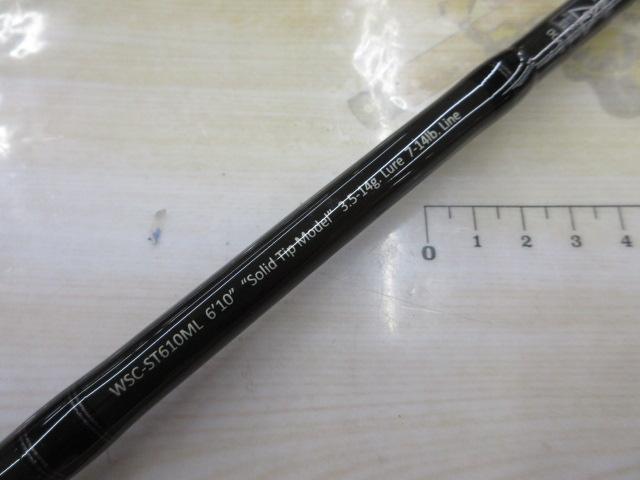 WSC-ST610ML 6'10" "Solid Tip Model" 3.5-14g. Lure 7-14lb. Line
0 1 2 3 4